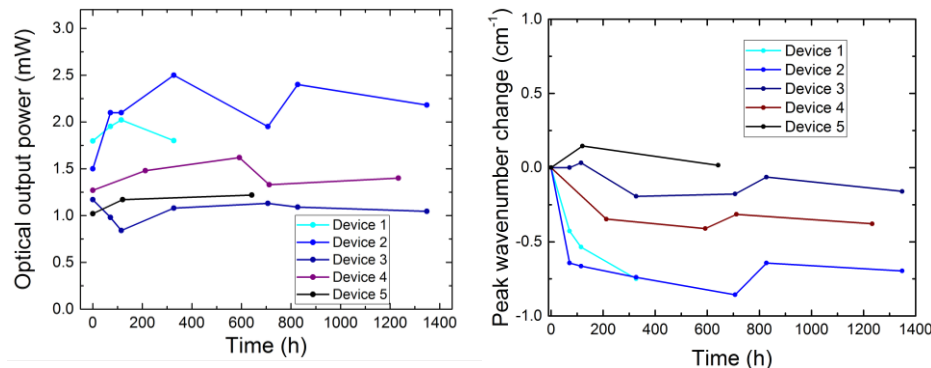 Optical output power (mW)
3.0
2.5
2.0
1.5
1.0
0.5
0.0
Device 1
Device 2
Device 3
Device 4
Device 5
0 200 400 600 800 1000 1200 1400
Time (h)
Peak wavenumber change (cm⁻¹)
1.0
0.5
0.0
-0.5
-1.0
Device 1
Device 2
Device 3
Device 4
Device 5
0 200 400 600 800 1000 1200 1400
Time (h)